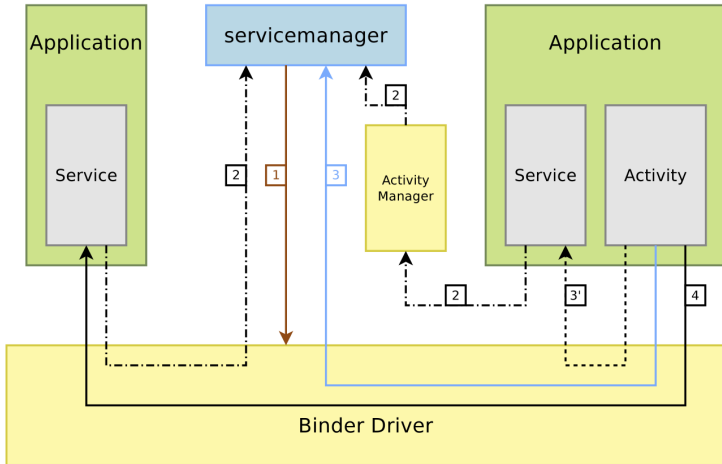 Application
servicemanager
Application
2
Service
2
1
3
Activity
Manager
Service
Activity
2
3'
4
Binder Driver